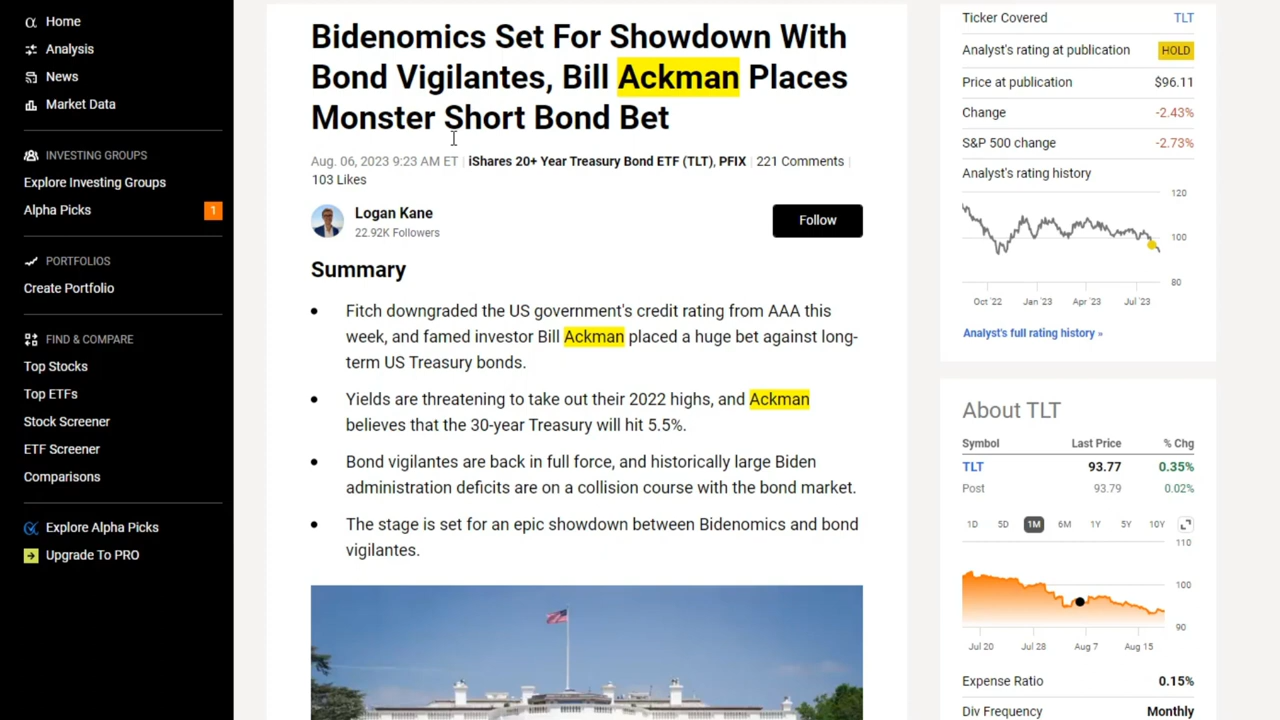 Home
Analysis
News
Market Data
INVESTING GROUPS
Explore Investing Groups
Alpha Picks 1
PORTFOLIOS
Create Portfolio
FIND & COMPARE
Top Stocks
Top ETFs
Stock Screener
ETF Screener
Comparisons
Explore Alpha Picks
Upgrade To PRO
Bidenomics Set For Showdown With
Bond Vigilantes, Bill Ackman Places
Monster Short Bond Bet
Aug. 06, 2023 9:23 AM ET | iShares 20+ Year Treasury Bond ETF (TLT), PFIX | 221 Comments |
103 Likes
Logan Kane
22.92K Followers
Follow
Summary
Fitch downgraded the US government's credit rating from AAA this
week, and famed investor Bill Ackman placed a huge bet against long-
term US Treasury bonds.
Yields are threatening to take out their 2022 highs, and Ackman
believes that the 30-year Treasury will hit 5.5%.
Bond vigilantes are back in full force, and historically large Biden
administration deficits are on a collision course with the bond market.
The stage is set for an epic showdown between Bidenomics and bond
vigilantes.
Ticker Covered TLT
Analyst's rating at publication HOLD
Price at publication $96.11
Change -2.43%
S&P 500 change -2.73%
Analyst's rating history
120
100
80
Oct '22 Jan '23 Apr '23 Jul '23
Analyst's full rating history »
About TLT
Symbol Last Price % Chg
TLT 93.77 0.35%
Post 93.79 0.02%
1D 5D 1M 6M 1Y 5Y 10Y
110
100
90
Jul 20 Jul 28 Aug 7 Aug 15
Expense Ratio 0.15%
Div Frequency Monthly